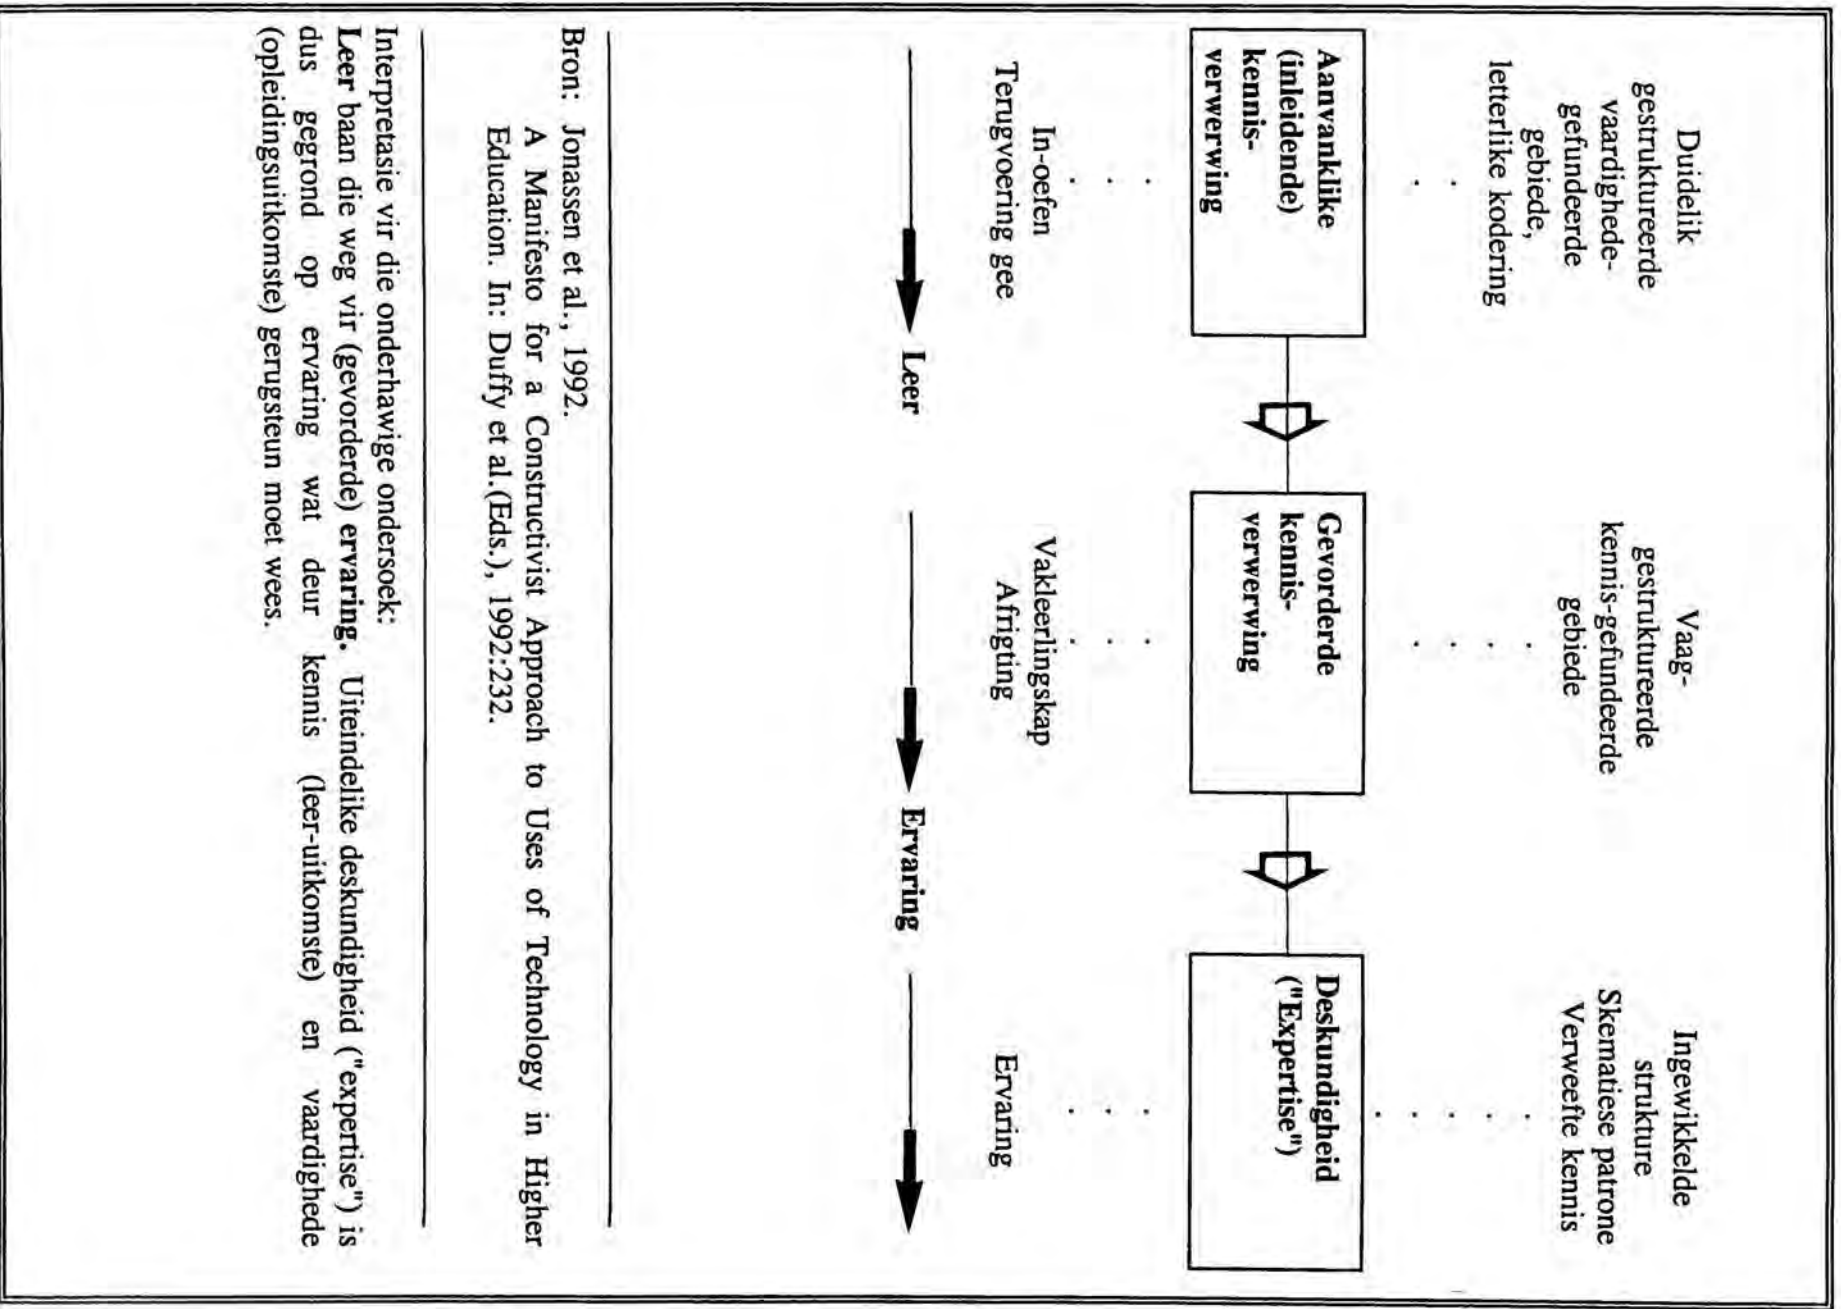 Duidelik
gestruktureerde
vaardighede-
gefundeerde
gebiede,
letterlike kodering
Vaag-
gestruktureerde
kennis-gefundeerde
gebiede
Ingewikkelde
strukture
Skematiese patrone
Verweefte kennis
Aanvanklike
(inleidende)
kennis-
verwerwing
Gevorderde
kennis-
verwerwing
Deskundigheid
("Expertise")
In-oefen
Terugvoering gee
Vakleerlingskap
Afrigting
Ervaring
Leer
Ervaring
Bron: Jonassen et al., 1992.
A Manifesto for a Constructivist Approach to Uses of Technology in Higher
Education. In: Duffy et al.(Eds.), 1992:232.
Interpretasie vir die onderhawige ondersoek:
Leer baan die weg vir (gevorderde) ervaring. Uiteindelike deskundigheid ("expertise") is
dus gegrond op ervaring wat deur kennis (leer-uitkomste) en vaardighede
(opleidingsuitkomste) gerugsteun moet wees.